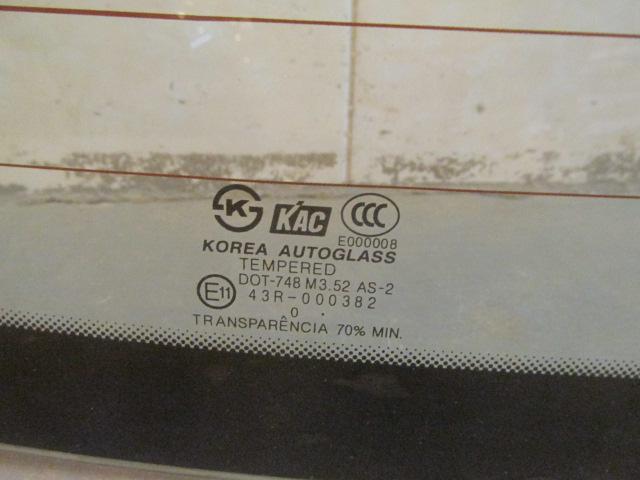 K KAC CCC
E000008
KOREA AUTOGLASS
TEMPERED
DOT-748 M3.52 AS-2
E11 43R-000382
0 .
TRANSPARÊNCIA 70% MIN.